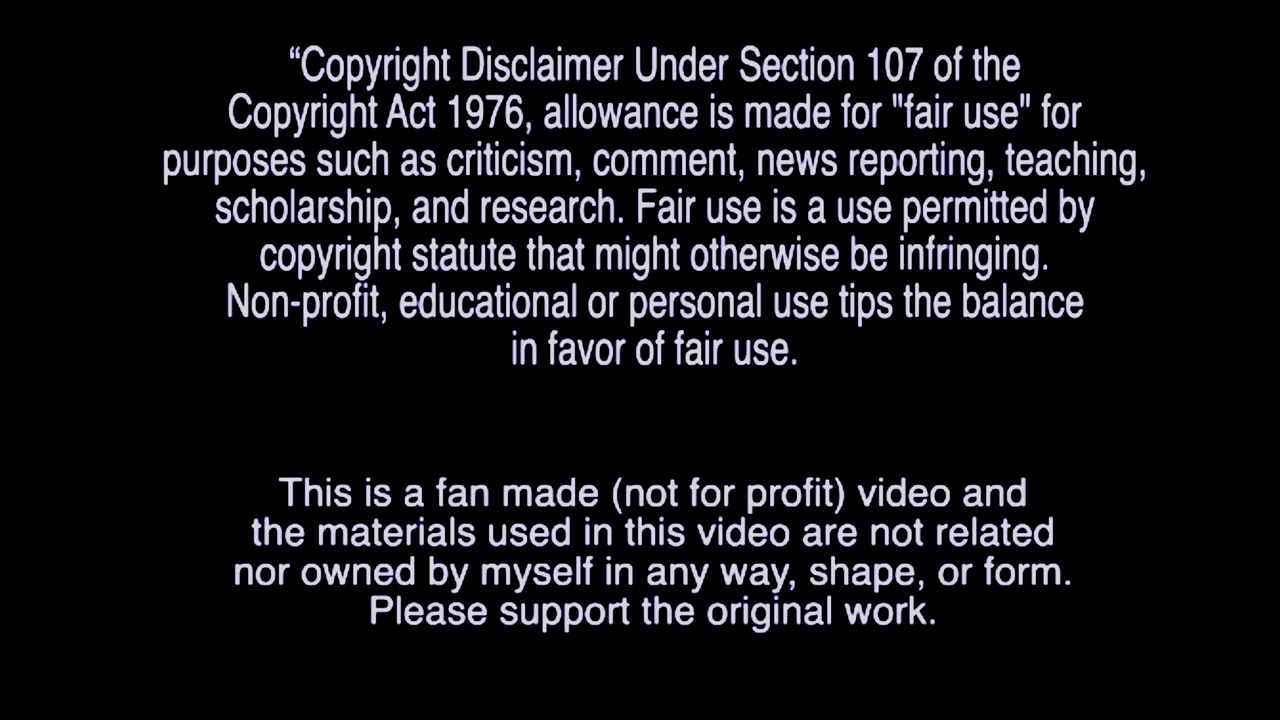 “Copyright Disclaimer Under Section 107 of the
Copyright Act 1976, allowance is made for "fair use" for
purposes such as criticism, comment, news reporting, teaching,
scholarship, and research. Fair use is a use permitted by
copyright statute that might otherwise be infringing.
Non-profit, educational or personal use tips the balance
in favor of fair use.
This is a fan made (not for profit) video and
the materials used in this video are not related
nor owned by myself in any way, shape, or form.
Please support the original work.